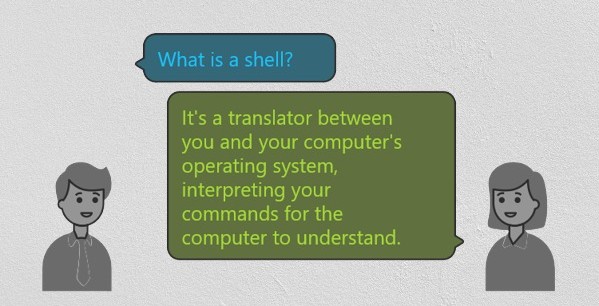 What is a shell?
It's a translator between
you and your computer's
operating system,
interpreting your
commands for the
computer to understand.